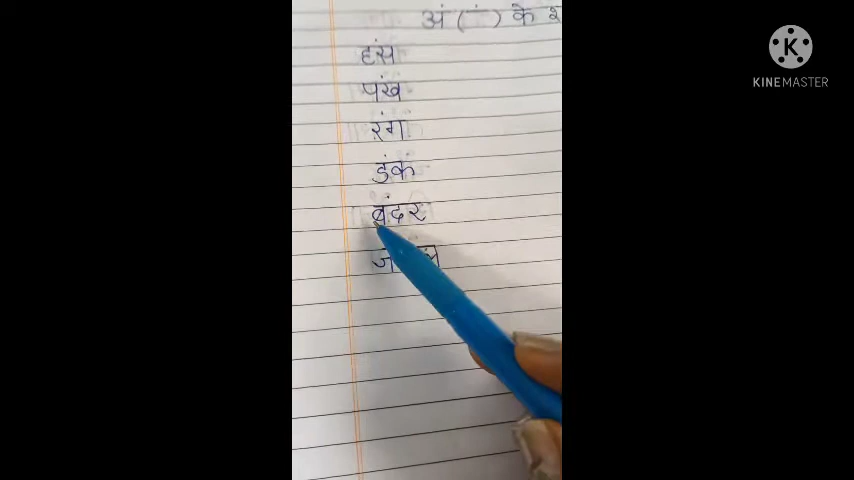 अं ( ं ) के
हंस
पंख
रंग
डंक
बंदर
K
KINEMASTER